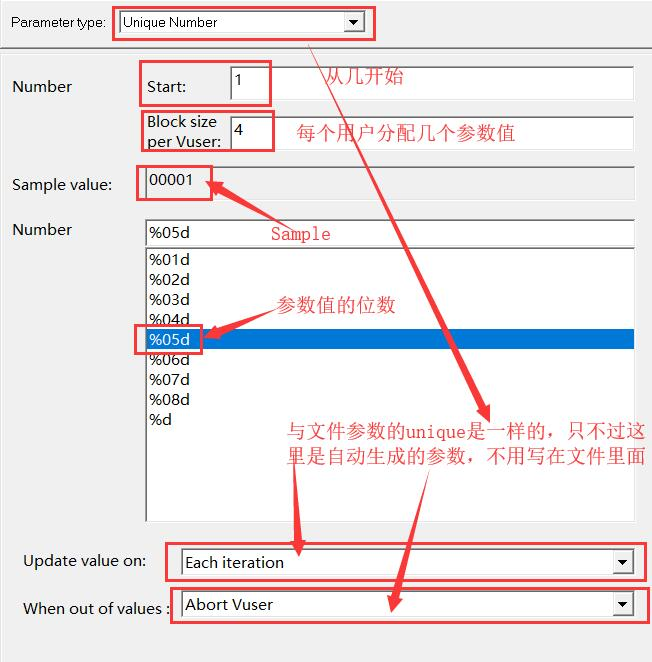 Parameter type: Unique Number
Number
Start: 1
从几开始
Block size
per Vuser: 4
每个用户分配几个参数值
Sample value: 00001
Number %05d
Sample
%01d
%02d
%03d
%04d
参数值的位数
%05d
%06d
%07d
%08d
%d
与文件参数的unique是一样的，只不过这
里是自动生成的参数，不用写在文件里面
Update value on: Each iteration
When out of values : Abort Vuser